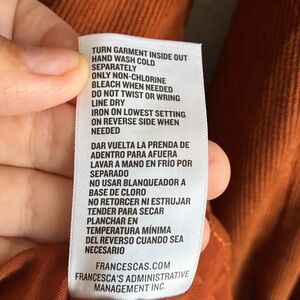 TURN GARMENT INSIDE OUT
HAND WASH COLD
SEPARATELY
ONLY NON-CHLORINE
BLEACH WHEN NEEDED
DO NOT TWIST OR WRING
LINE DRY
IRON ON LOWEST SETTING
ON REVERSE SIDE WHEN
NEEDED
DAR VUELTA LA PRENDA DE
ADENTRO PARA AFUERA
LAVAR A MANO EN FRÍO POR
SEPARADO
NO USAR BLANQUEADOR A
BASE DE CLORO
NO RETORCER NI ESTRUJAR
TENDER PARA SECAR
PLANCHAR EN
TEMPERATURA MÍNIMA
DEL REVERSO CUANDO SEA
NECESARIO
FRANCESCAS.COM
FRANCESCA'S ADMINISTRATIVE
MANAGEMENT INC.